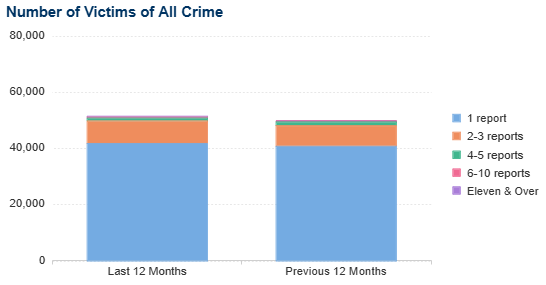 Number of Victims of All Crime
80,000
60,000
40,000
20,000
0
Last 12 Months
Previous 12 Months
1 report
2-3 reports
4-5 reports
6-10 reports
Eleven & Over